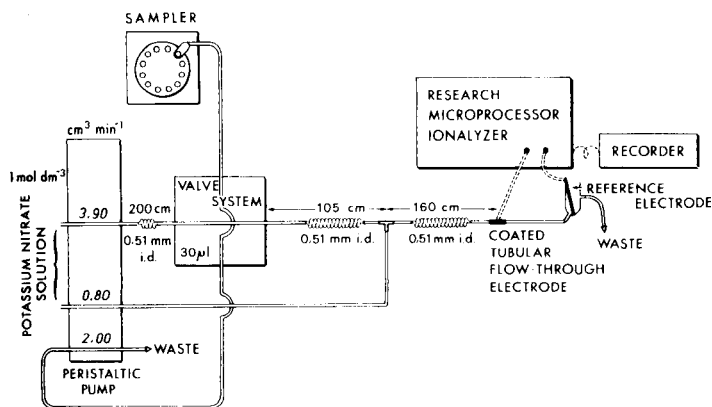 SAMPLER
cm³ min⁻¹
1 mol dm⁻³
POTASSIUM NITRATE
SOLUTION
3.90
0.80
2.00
PERISTALTIC
PUMP
WASTE
200 cm
0.51 mm
i.d.
VALVE
SYSTEM
30µl
105 cm
0.51 mm i.d.
160 cm
0.51 mm i.d.
RESEARCH
MICROPROCESSOR
IONALYZER
RECORDER
REFERENCE
ELECTRODE
WASTE
COATED
TUBULAR
FLOW-THROUGH
ELECTRODE